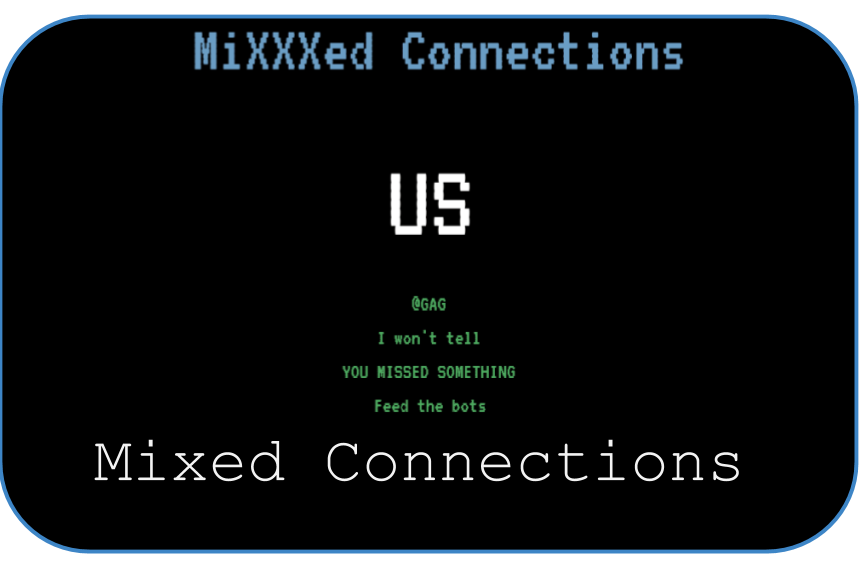 MiXXXed Connections
US
@GAG
I won't tell
YOU MISSED SOMETHING
Feed the bots
Mixed Connections